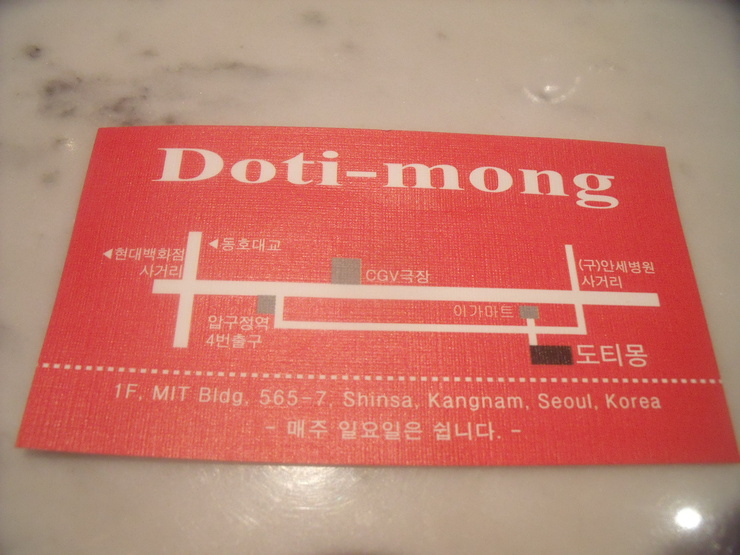 Doti-mong
◀현대백화점
사거리
◀동호대교
CGV극장
(구)안세병원
사거리
압구정역
4번출구
이가마트
도티몽
1F, MIT Bldg, 565-7, Shinsa, Kangnam, Seoul, Korea
- 매주 일요일은 쉽니다. -